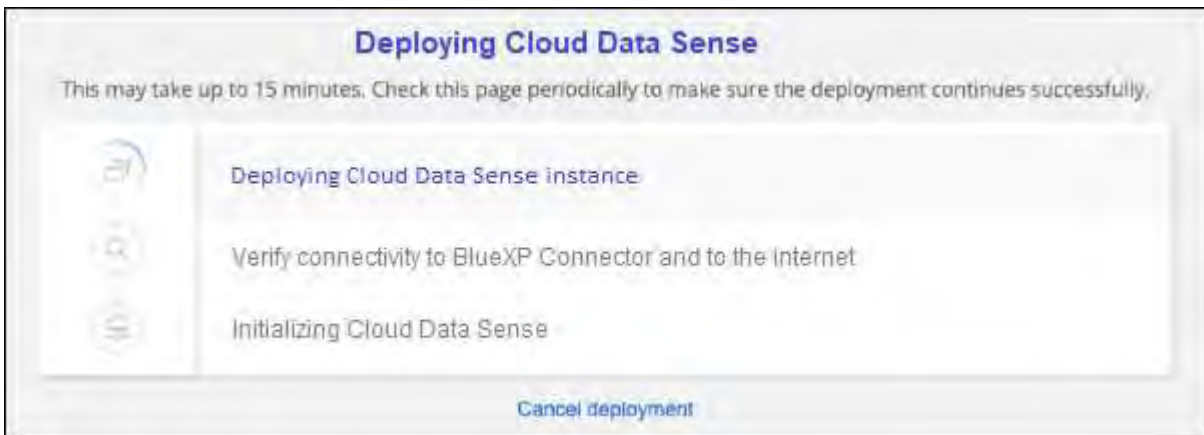 Deploying Cloud Data Sense
This may take up to 15 minutes. Check this page periodically to make sure the deployment continues successfully.
Deploying Cloud Data Sense instance
Verify connectivity to BlueXP Connector and to the Internet
Initializing Cloud Data Sense
Cancel deployment